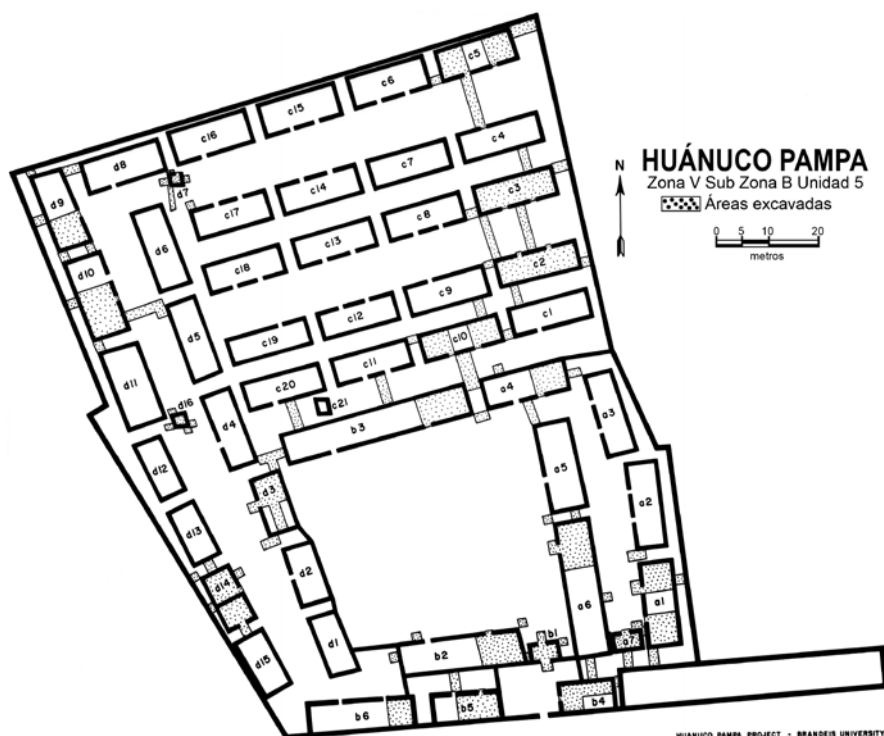 HUÁNUCO PAMPA
Zona V Sub Zona B Unidad 5
Áreas excavadas
N
0 5 10 20
metros
c5
c6
c15
c16
d8
d9
d7
c4
c7
c14
c17
c3
c8
c13
c18
d6
d10
c2
c9
c12
c19
d5
c1
c10
c11
c20
c21
d11
d16
d4
b3
a4
a3
a5
a2
d12
d3
d13
d2
d14
a1
a6
a7
d1
d15
b2
b1
b6
b5
b4
HUANUCO PAMPA PROJECT - BRANDEIS UNIVERSITY